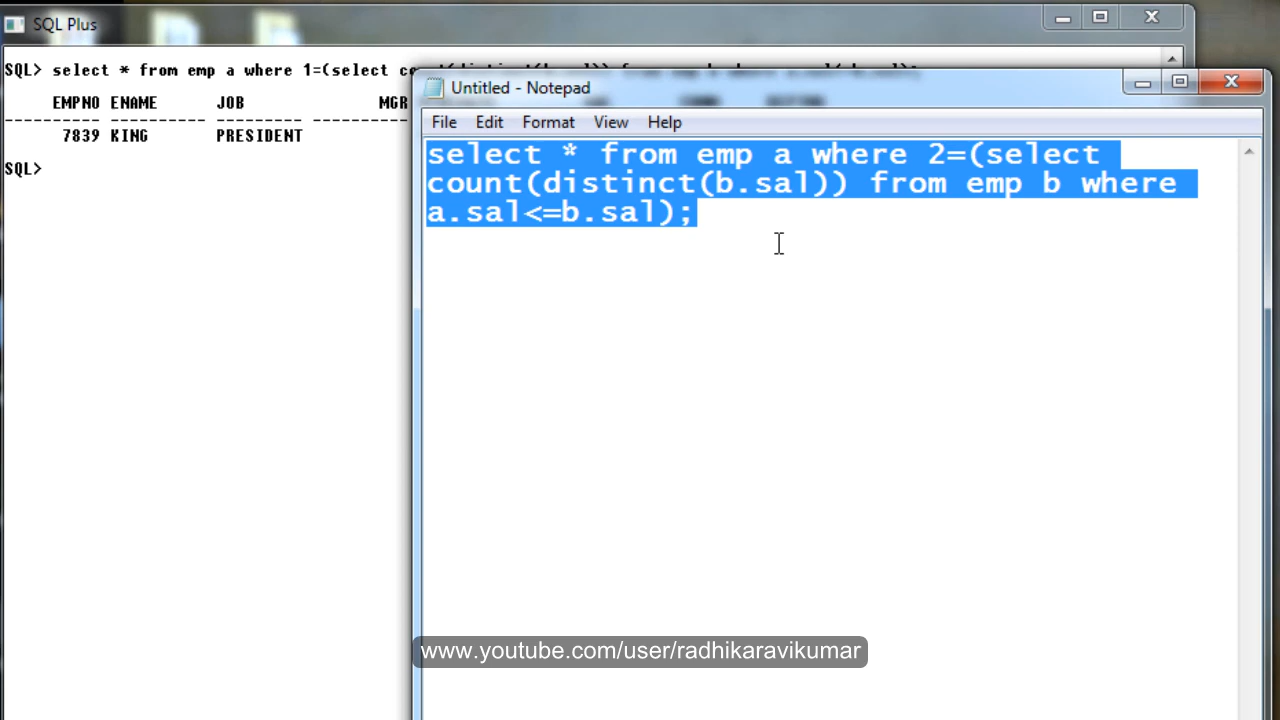 SQL Plus
SQL> select * from emp a where 1=(select
EMPNO ENAME JOB MGR
---------- ---------- --------- ----------
7839 KING PRESIDENT
SQL>
Untitled - Notepad
File Edit Format View Help
select * from emp a where 2=(select
count(distinct(b.sal)) from emp b where
a.sal<=b.sal);
www.youtube.com/user/radhikaravikumar